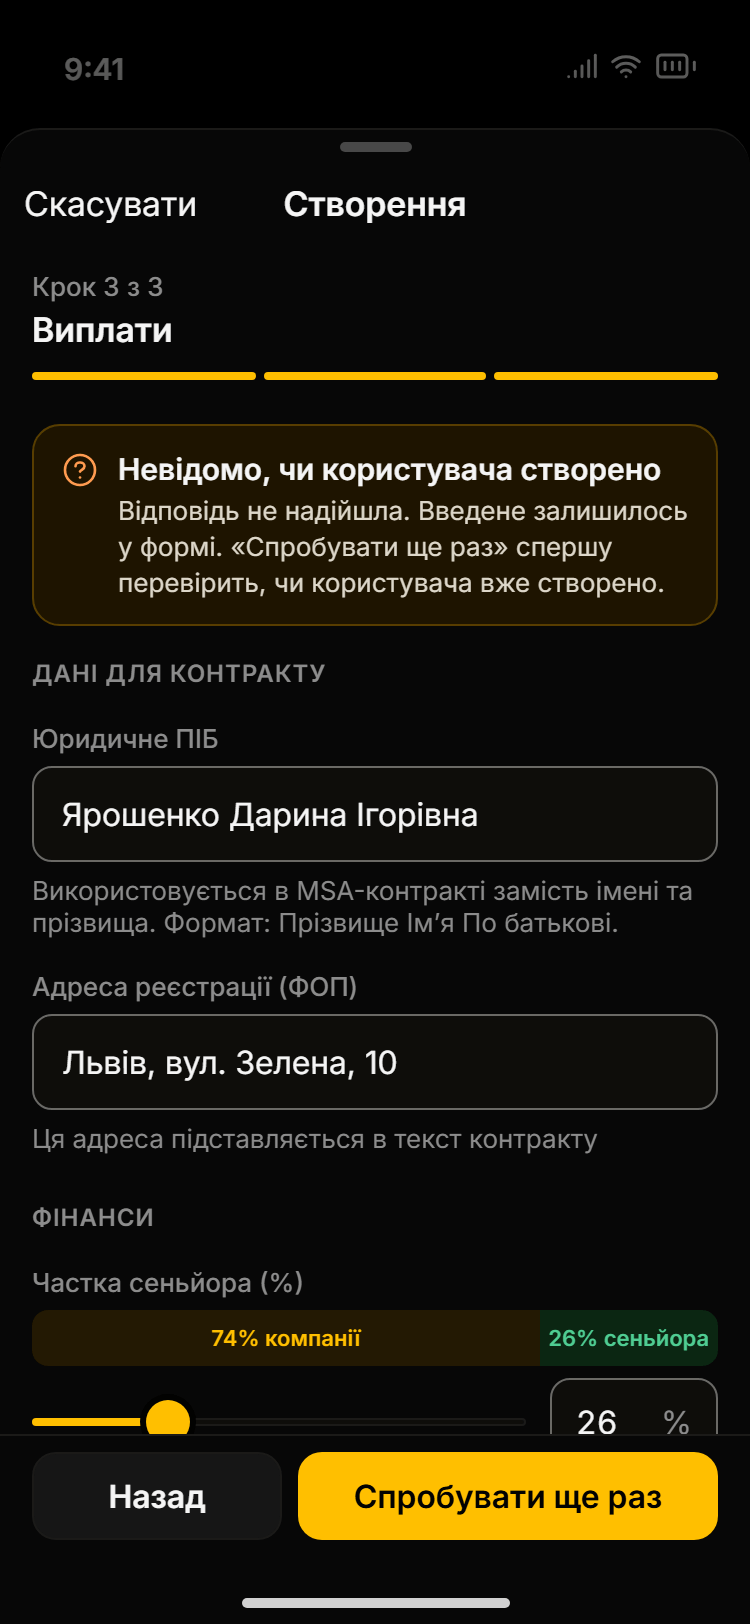 9:41
Скасувати
Створення
Крок 3 з 3
Виплати
Невідомо, чи користувача створено
Відповідь не надійшла. Введене залишилось
у формі. «Спробувати ще раз» спершу
перевірить, чи користувача вже створено.
ДАНІ ДЛЯ КОНТРАКТУ
Юридичне ПІБ
Ярошенко Дарина Ігорівна
Використовується в MSA-контракті замість імені та
прізвища. Формат: Прізвище Ім’я По батькові.
Адреса реєстрації (ФОП)
Львів, вул. Зелена, 10
Ця адреса підставляється в текст контракту
ФІНАНСИ
Частка сеньйора (%)
74% компанії
26% сеньйора
26 %
Назад
Спробувати ще раз